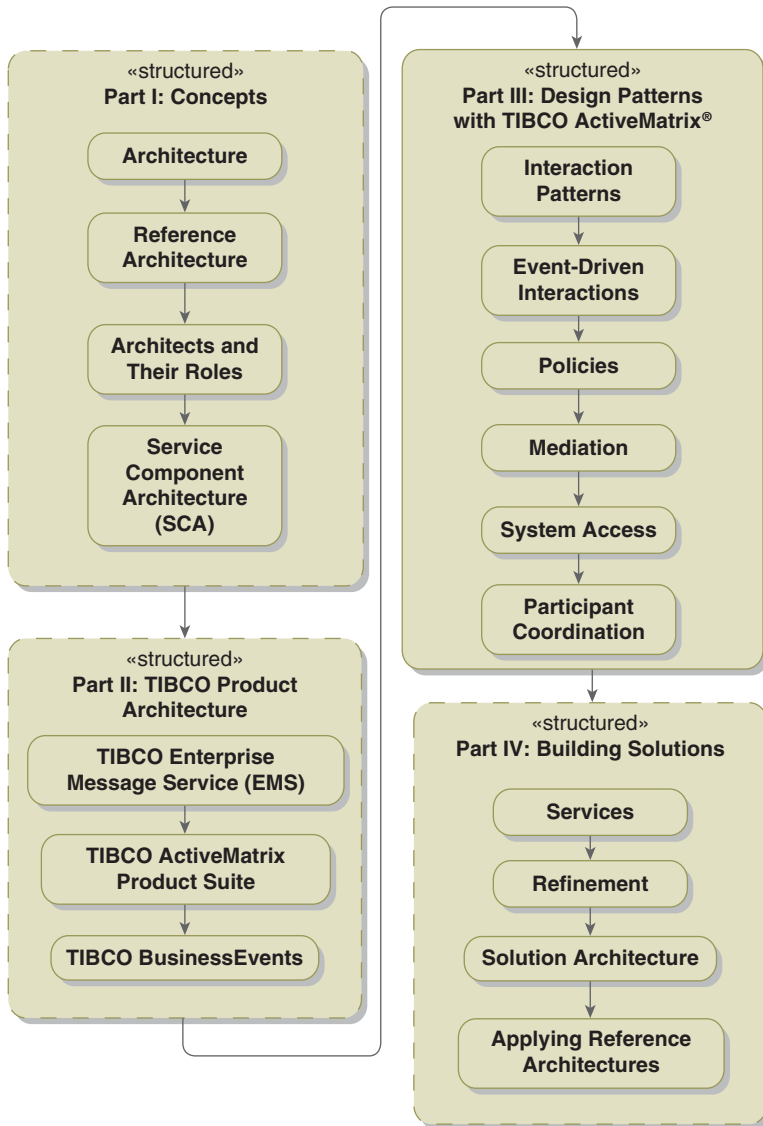 «structured»
Part I: Concepts
Architecture
Reference
Architecture
Architects and
Their Roles
Service
Component
Architecture
(SCA)
«structured»
Part II: TIBCO Product
Architecture
TIBCO Enterprise
Message Service (EMS)
TIBCO ActiveMatrix
Product Suite
TIBCO BusinessEvents
«structured»
Part III: Design Patterns
with TIBCO ActiveMatrix®
Interaction
Patterns
Event-Driven
Interactions
Policies
Mediation
System Access
Participant
Coordination
«structured»
Part IV: Building Solutions
Services
Refinement
Solution Architecture
Applying Reference
Architectures